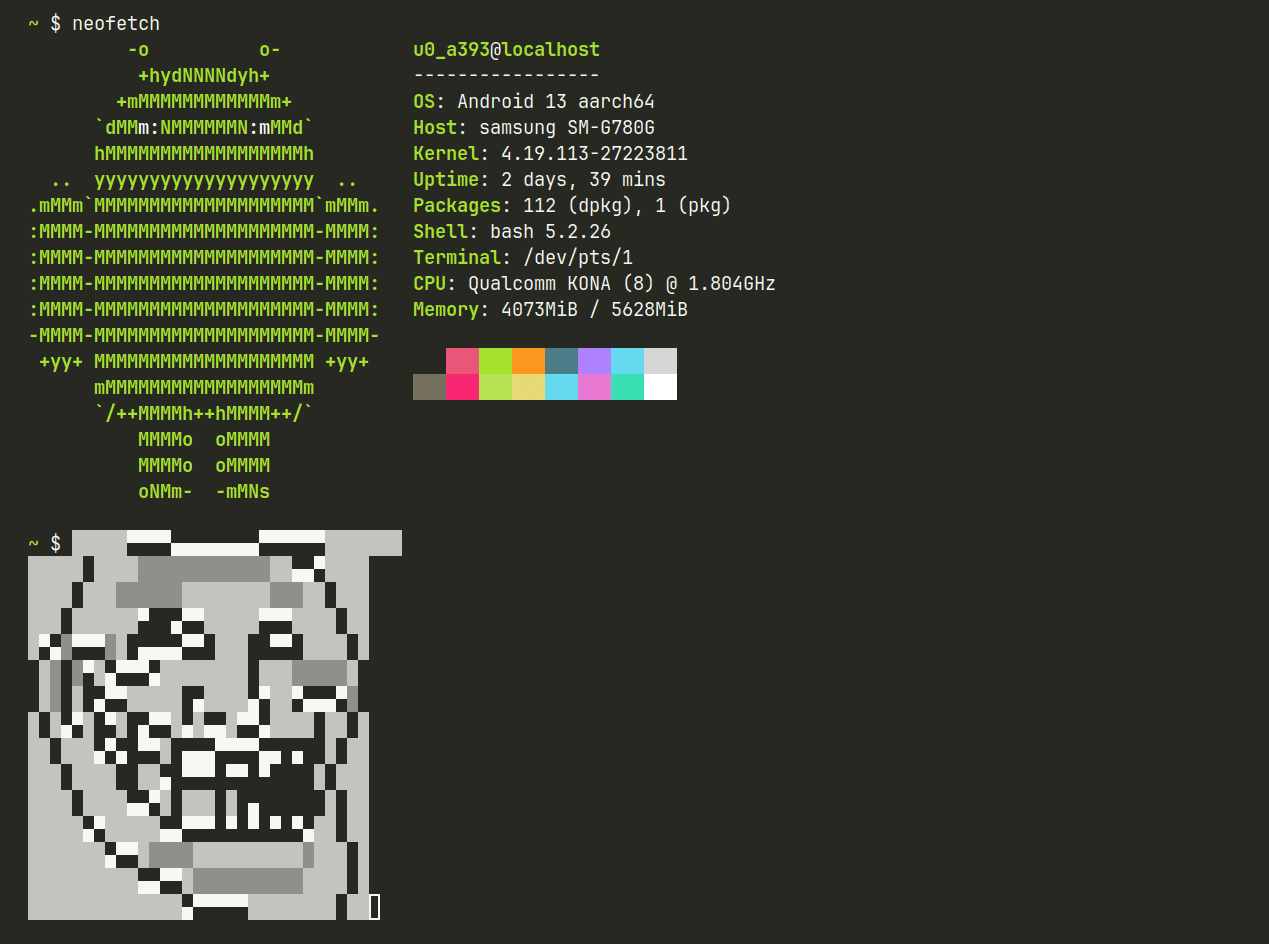 ~ $ neofetch
-o o- u0_a393@localhost
+hydNNNNdyh+ -----------------
+mMMMMMMMMMMMMm+ OS: Android 13 aarch64
`dMMm:NMMMMMMN:mMMd` Host: samsung SM-G780G
hMMMMMMMMMMMMMMMMMMh Kernel: 4.19.113-27223811
.. yyyyyyyyyyyyyyyyyyyy .. Uptime: 2 days, 39 mins
.mMMm`MMMMMMMMMMMMMMMMMMMM`mMMm. Packages: 112 (dpkg), 1 (pkg)
:MMMM-MMMMMMMMMMMMMMMMMMMM-MMMM: Shell: bash 5.2.26
:MMMM-MMMMMMMMMMMMMMMMMMMM-MMMM: Terminal: /dev/pts/1
:MMMM-MMMMMMMMMMMMMMMMMMMM-MMMM: CPU: Qualcomm KONA (8) @ 1.804GHz
:MMMM-MMMMMMMMMMMMMMMMMMMM-MMMM: Memory: 4073MiB / 5628MiB
-MMMM-MMMMMMMMMMMMMMMMMMMM-MMMM-
+yy+ MMMMMMMMMMMMMMMMMMMM +yy+
mMMMMMMMMMMMMMMMMMMm
`/++MMMMh++hMMMM++/`
MMMMo oMMMM
MMMMo oMMMM
oNMm- -mMNs
~ $